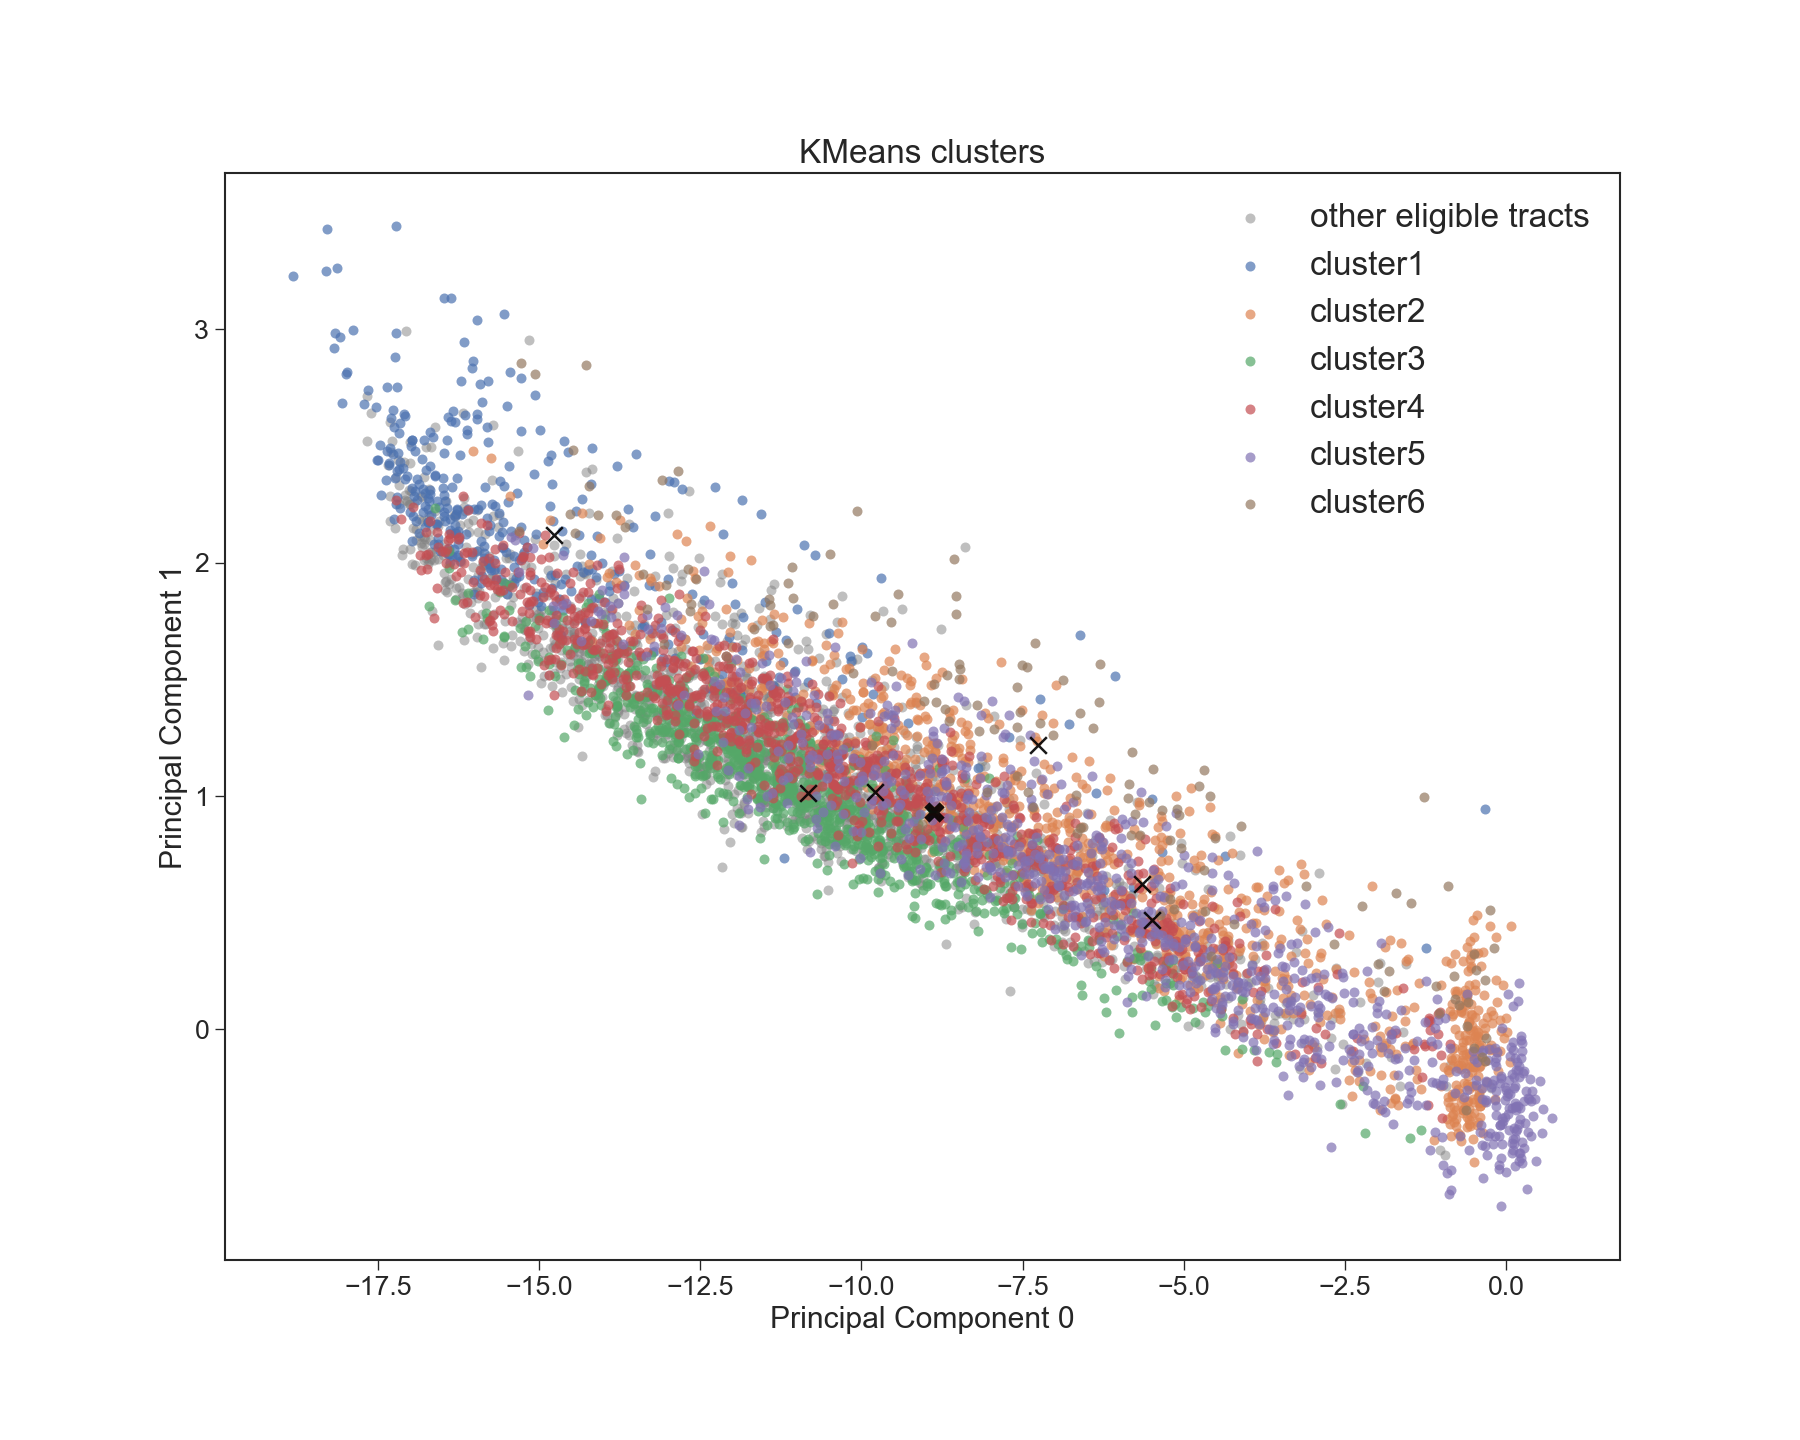 KMeans clusters
other eligible tracts
cluster1
cluster2
cluster3
cluster4
cluster5
cluster6
3
2
1
0
Principal Component 1
−17.5 −15.0 −12.5 −10.0 −7.5 −5.0 −2.5 0.0
Principal Component 0